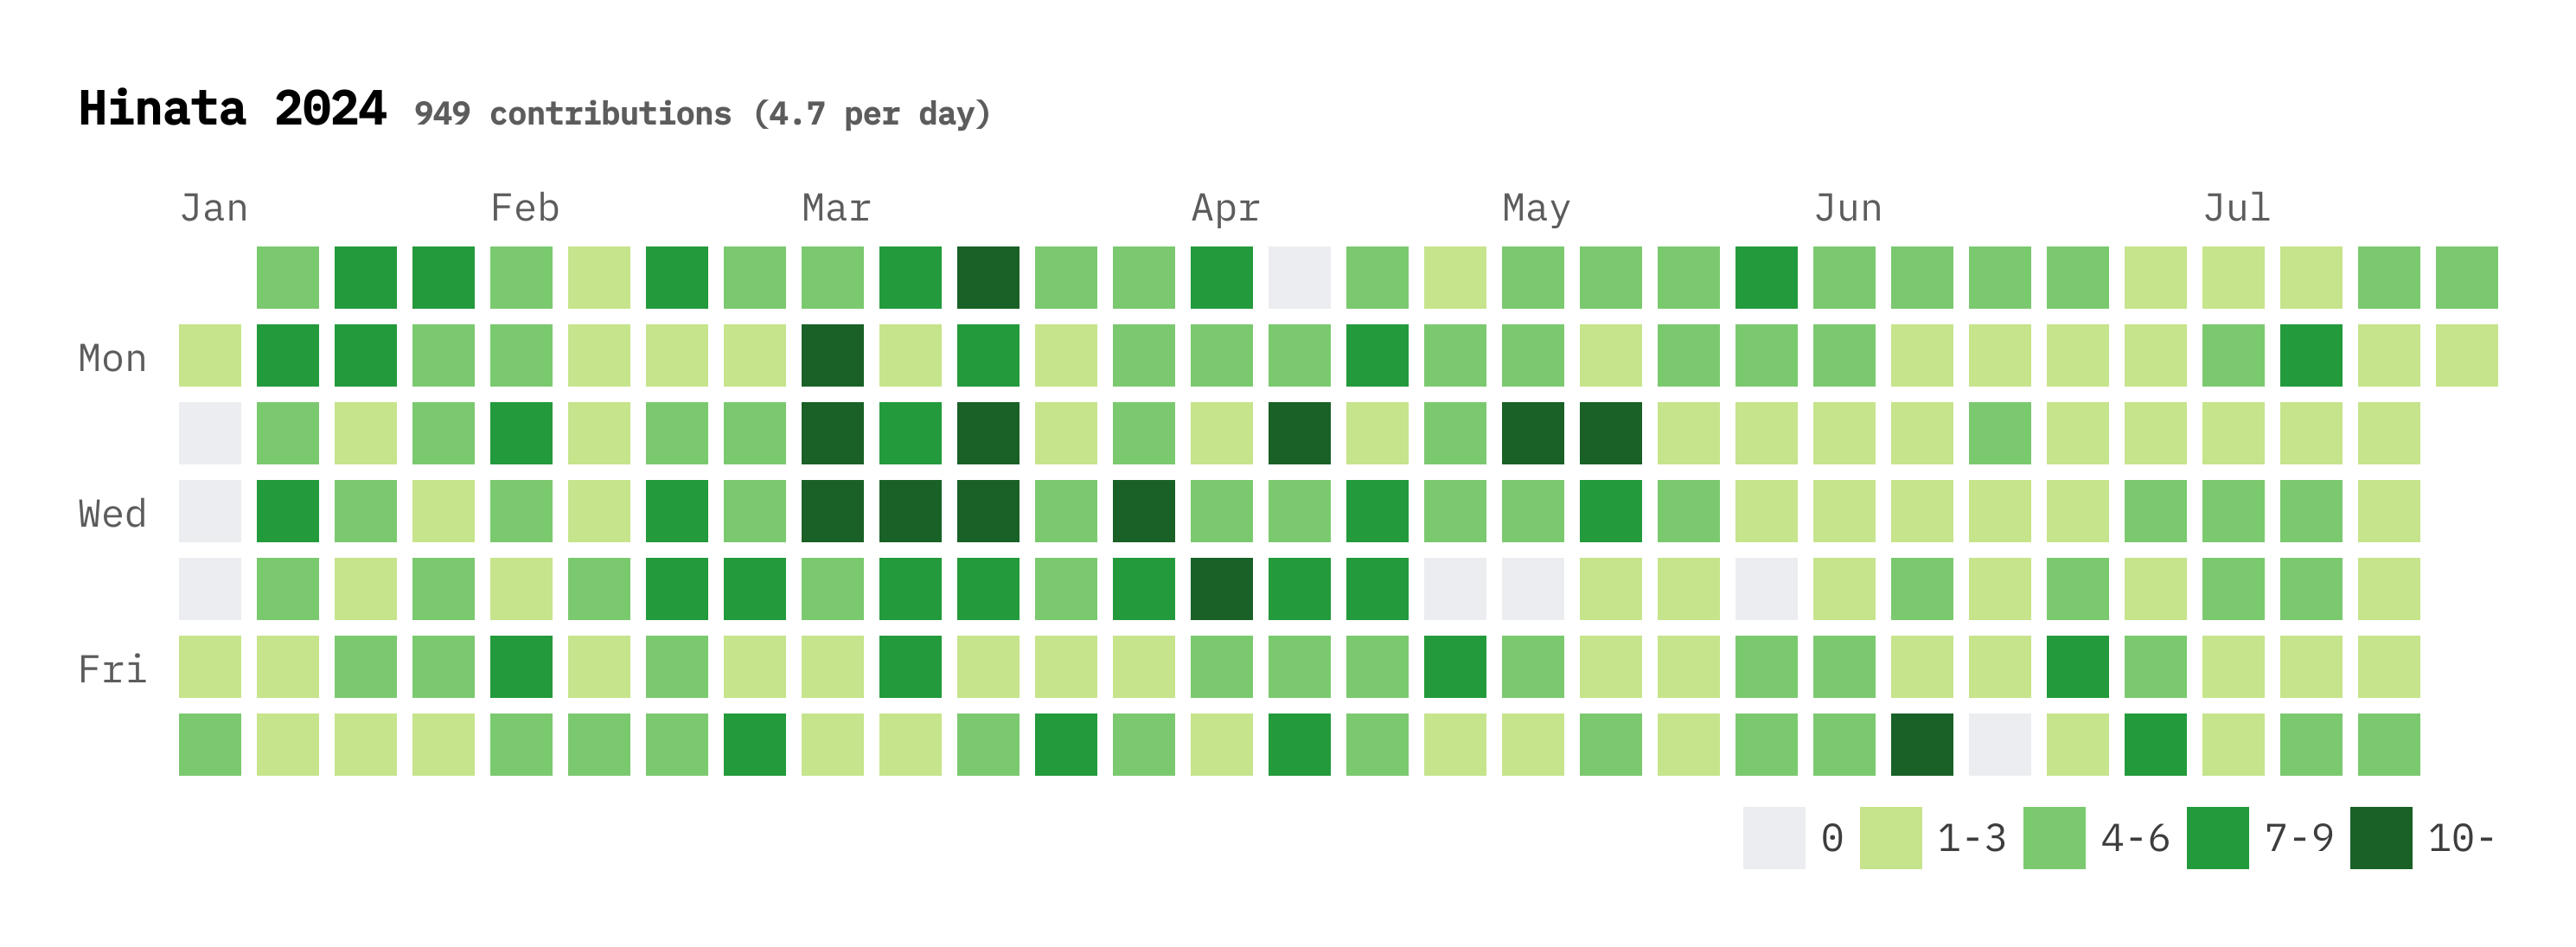 Hinata 2024 949 contributions (4.7 per day)
Jan Feb Mar Apr May Jun Jul
Mon
Wed
Fri
0 1-3 4-6 7-9 10-